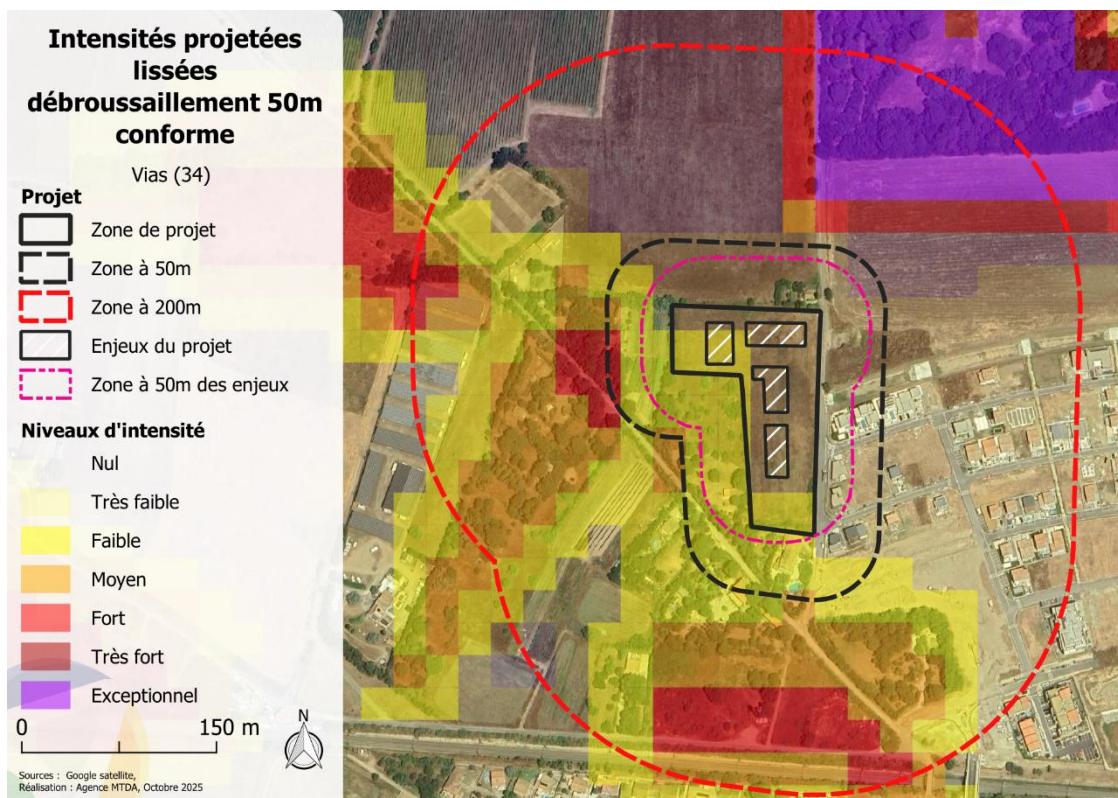 Intensités projetées
lissées
débroussaillement 50m
conforme
Vias (34)
Projet
Zone de projet
Zone à 50m
Zone à 200m
Enjeux du projet
Zone à 50m des enjeux
Niveaux d'intensité
Nul
Très faible
Faible
Moyen
Fort
Très fort
Exceptionnel
0 150 m
N
Sources : Google satellite,
Réalisation : Agence MTDA, Octobre 2025